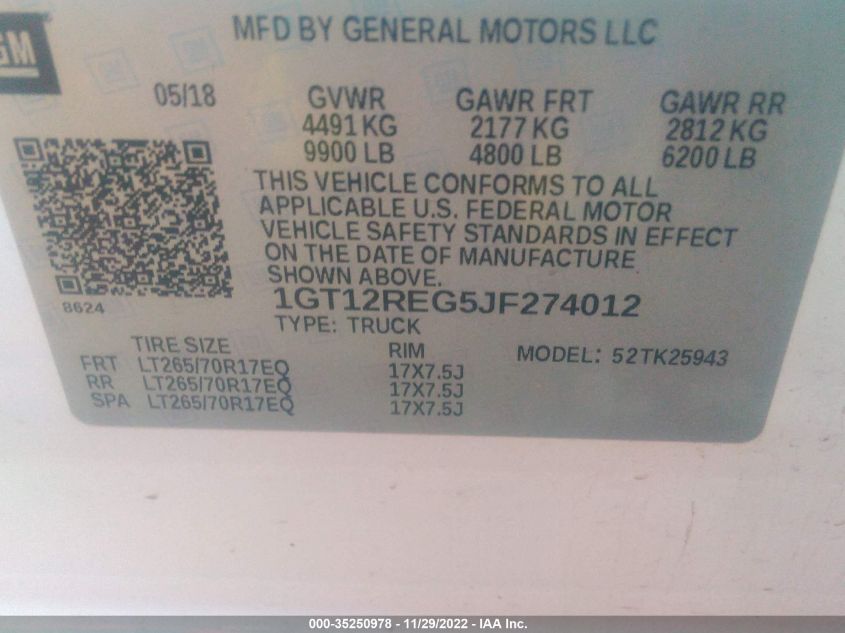 GM
MFD BY GENERAL MOTORS LLC
05/18 GVWR GAWR FRT GAWR RR
4491 KG 2177 KG 2812 KG
9900 LB 4800 LB 6200 LB
THIS VEHICLE CONFORMS TO ALL
APPLICABLE U.S. FEDERAL MOTOR
VEHICLE SAFETY STANDARDS IN EFFECT
ON THE DATE OF MANUFACTURE
SHOWN ABOVE.
8624
1GT12REG5JF274012
TYPE: TRUCK
TIRE SIZE RIM MODEL: 52TK25943
FRT LT265/70R17EQ 17X7.5J
RR LT265/70R17EQ 17X7.5J
SPA LT265/70R17EQ 17X7.5J
000-35250978 - 11/29/2022 - IAA Inc.